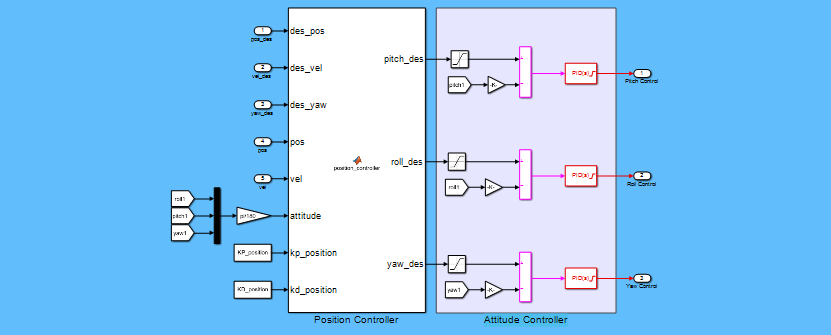 1
pos_des
des_pos
2
vel_des
des_vel
3
yaw_des
des_yaw
4
pos
pos
5
vel
vel
roll1
pitch1
yaw1
pi/180
attitude
KP_position
kp_position
KD_position
kd_position
position_controller
pitch_des
roll_des
yaw_des
Position Controller
pitch1
-K-
PID(s)
1
Pitch Control
roll1
-K-
PID(s)
2
Roll Control
yaw1
-K-
PID(s)
3
Yaw Control
Attitude Controller